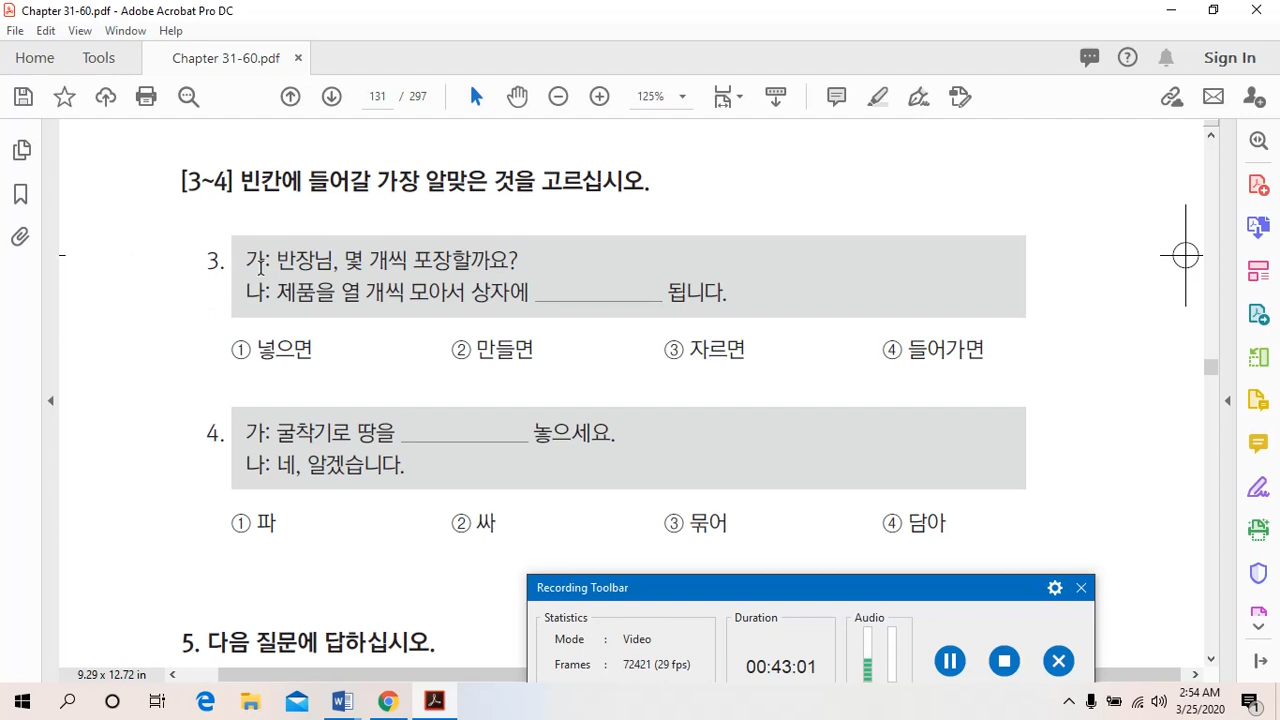 Chapter 31-60.pdf - Adobe Acrobat Pro DC
File Edit View Window Help
Home Tools Chapter 31-60.pdf × Sign In
131 / 297 125%
[3~4] 빈칸에 들어갈 가장 알맞은 것을 고르십시오.
3. 가: 반장님, 몇 개씩 포장할까요?
나: 제품을 열 개씩 모아서 상자에 ____________ 됩니다.
① 넣으면 ② 만들면 ③ 자르면 ④ 들어가면
4. 가: 굴착기로 땅을 ____________ 놓으세요.
나: 네, 알겠습니다.
① 파 ② 싸 ③ 묶어 ④ 담아
Recording Toolbar
Statistics Duration Audio
Mode : Video
Frames : 72421 (29 fps) 00:43:01
5. 다음 질문에 답하십시오.
9.29 x 12.72 in
2:54 AM
3/25/2020